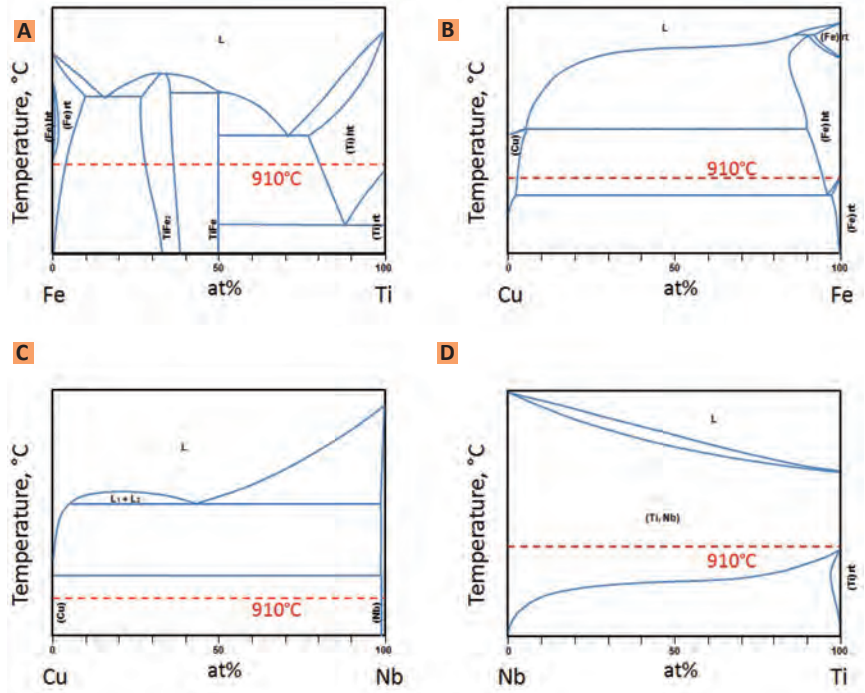 A
Temperature, °C
L
(Fe) ht
(Fe) rt
TiFe₂
TiFe
(Ti) ht
(Ti) rt
910°C
0
50
100
Fe
at%
Ti
B
Temperature, °C
L
(Fe) rt
(Cu)
(Fe) ht
(Fe) rt
910°C
0
50
100
Cu
at%
Fe
C
Temperature, °C
L
L₁ + L₂
(Cu)
(Nb)
910°C
0
50
100
Cu
at%
Nb
D
Temperature, °C
L
(Ti, Nb)
910°C
(Ti) rt
0
50
100
Nb
at%
Ti